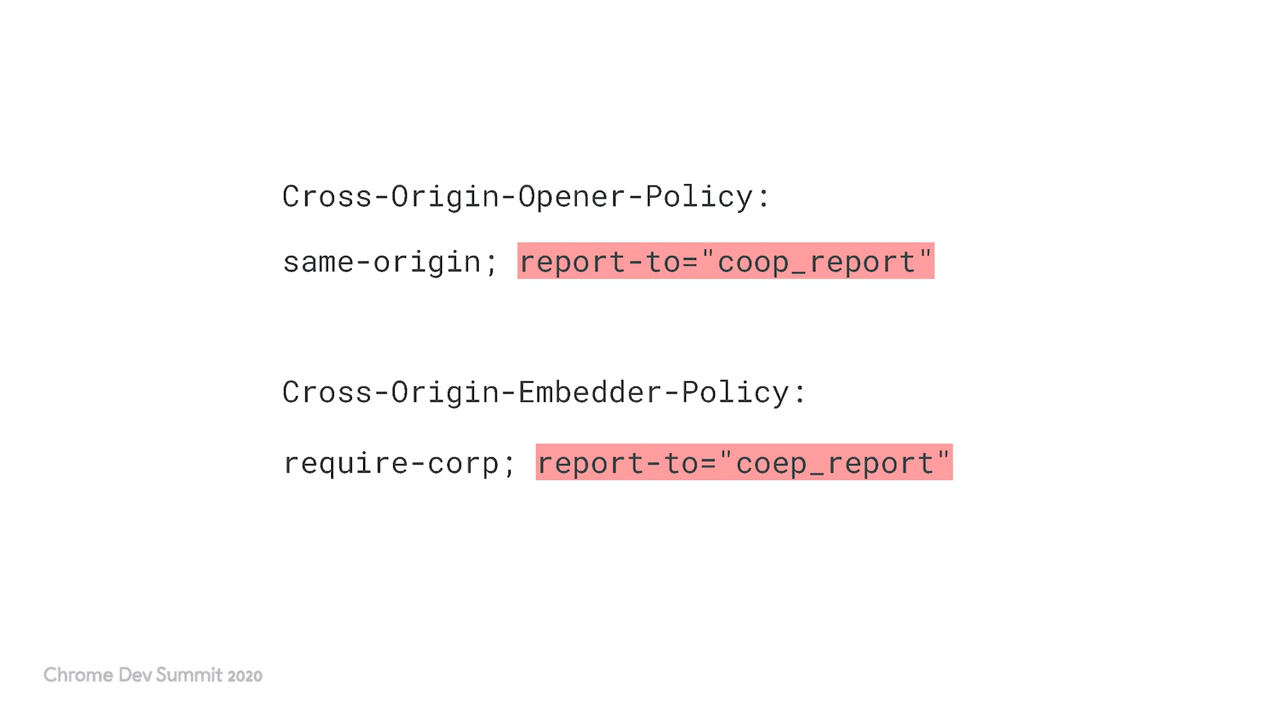 Cross-Origin-Opener-Policy:
same-origin; report-to="coop_report"
Cross-Origin-Embedder-Policy:
require-corp; report-to="coep_report"
Chrome Dev Summit 2020